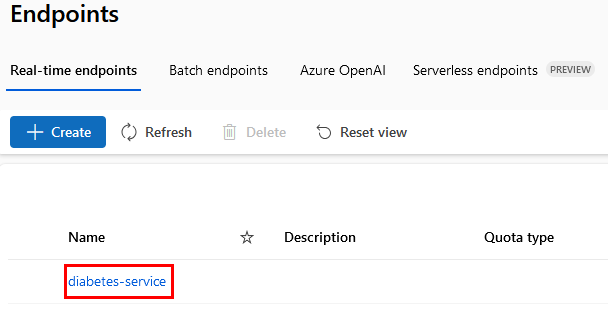 Endpoints
Real-time endpoints Batch endpoints Azure OpenAI Serverless endpoints PREVIEW
Create Refresh Delete Reset view
Name Description Quota type
diabetes-service